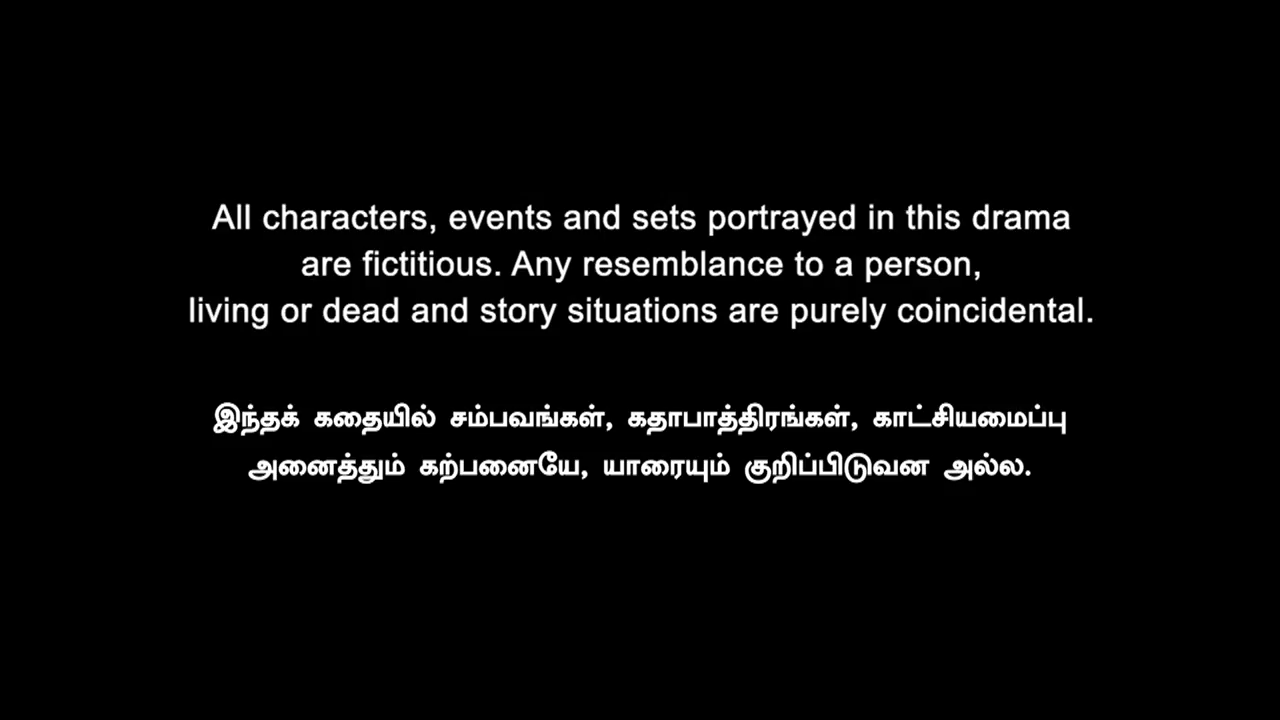 All characters, events and sets portrayed in this drama
are fictitious. Any resemblance to a person,
living or dead and story situations are purely coincidental.
இந்தக் கதையில் சம்பவங்கள், கதாபாத்திரங்கள், காட்சியமைப்பு
அனைத்தும் கற்பனையே, யாரையும் குறிப்பிடுவன அல்ல.